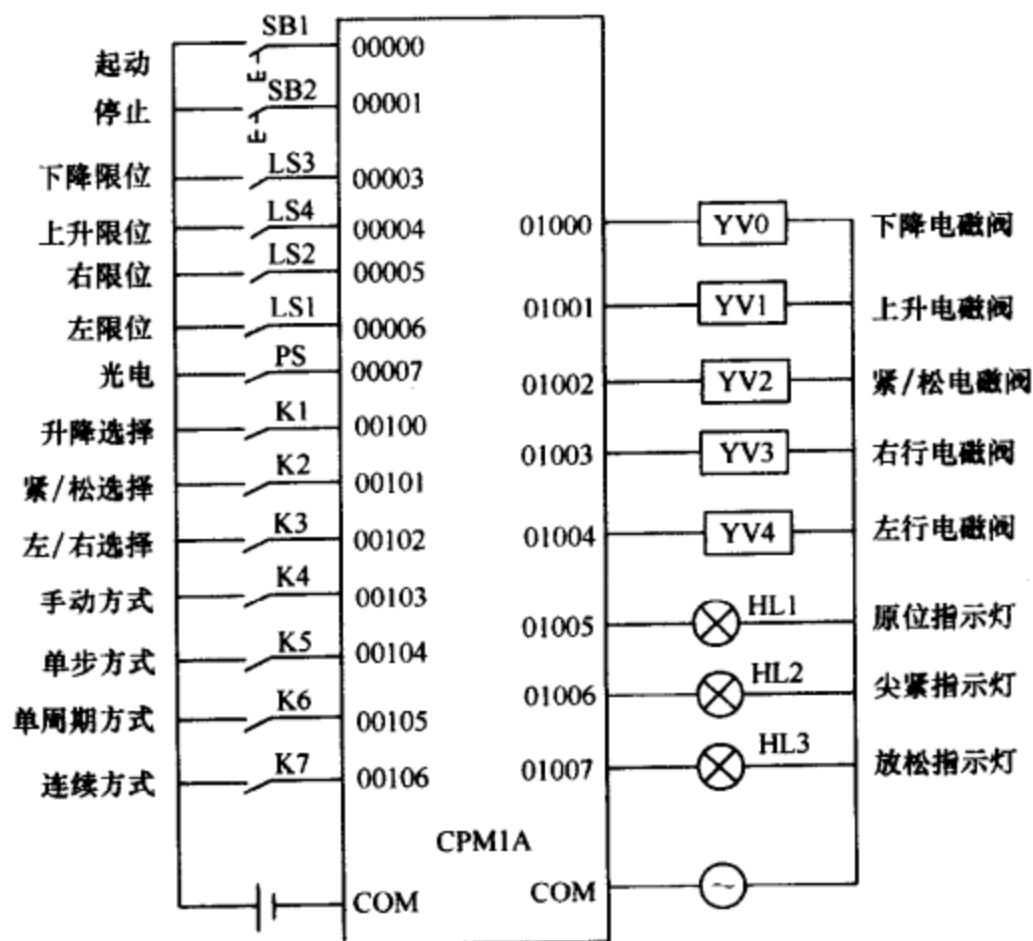 起动 SB1 00000
停止 SB2 00001
下降限位 LS3 00003
上升限位 LS4 00004
右限位 LS2 00005
左限位 LS1 00006
光电 PS 00007
升降选择 K1 00100
紧/松选择 K2 00101
左/右选择 K3 00102
手动方式 K4 00103
单步方式 K5 00104
单周期方式 K6 00105
连续方式 K7 00106
COM
CPM1A
01000 YV0 下降电磁阀
01001 YV1 上升电磁阀
01002 YV2 紧/松电磁阀
01003 YV3 右行电磁阀
01004 YV4 左行电磁阀
01005 HL1 原位指示灯
01006 HL2 尖紧指示灯
01007 HL3 放松指示灯
COM